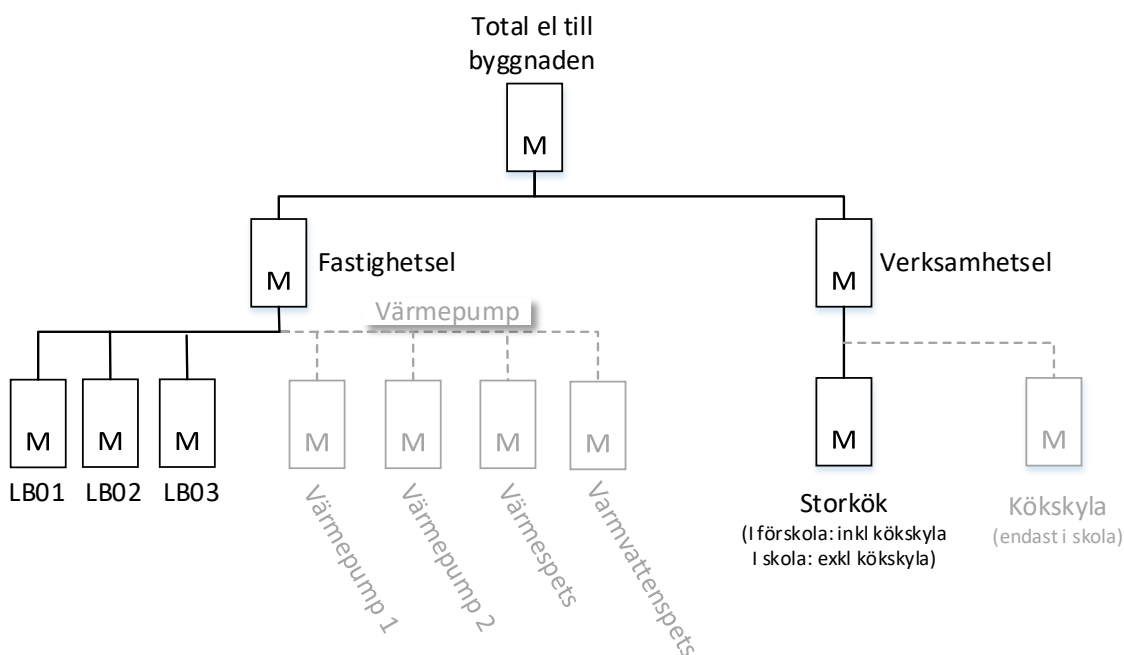 Total el till
byggnaden
M
M
Fastighetsel
M
Verksamhetsel
Värmepump
M
M
M
M
M
M
M
M
M
LB01
LB02
LB03
Värmepump 1
Värmepump 2
Värmespets
Varmvattenspets
Storkök
(I förskola: inkl kökskyla
I skola: exkl kökskyla)
Kökskyla
(endast i skola)